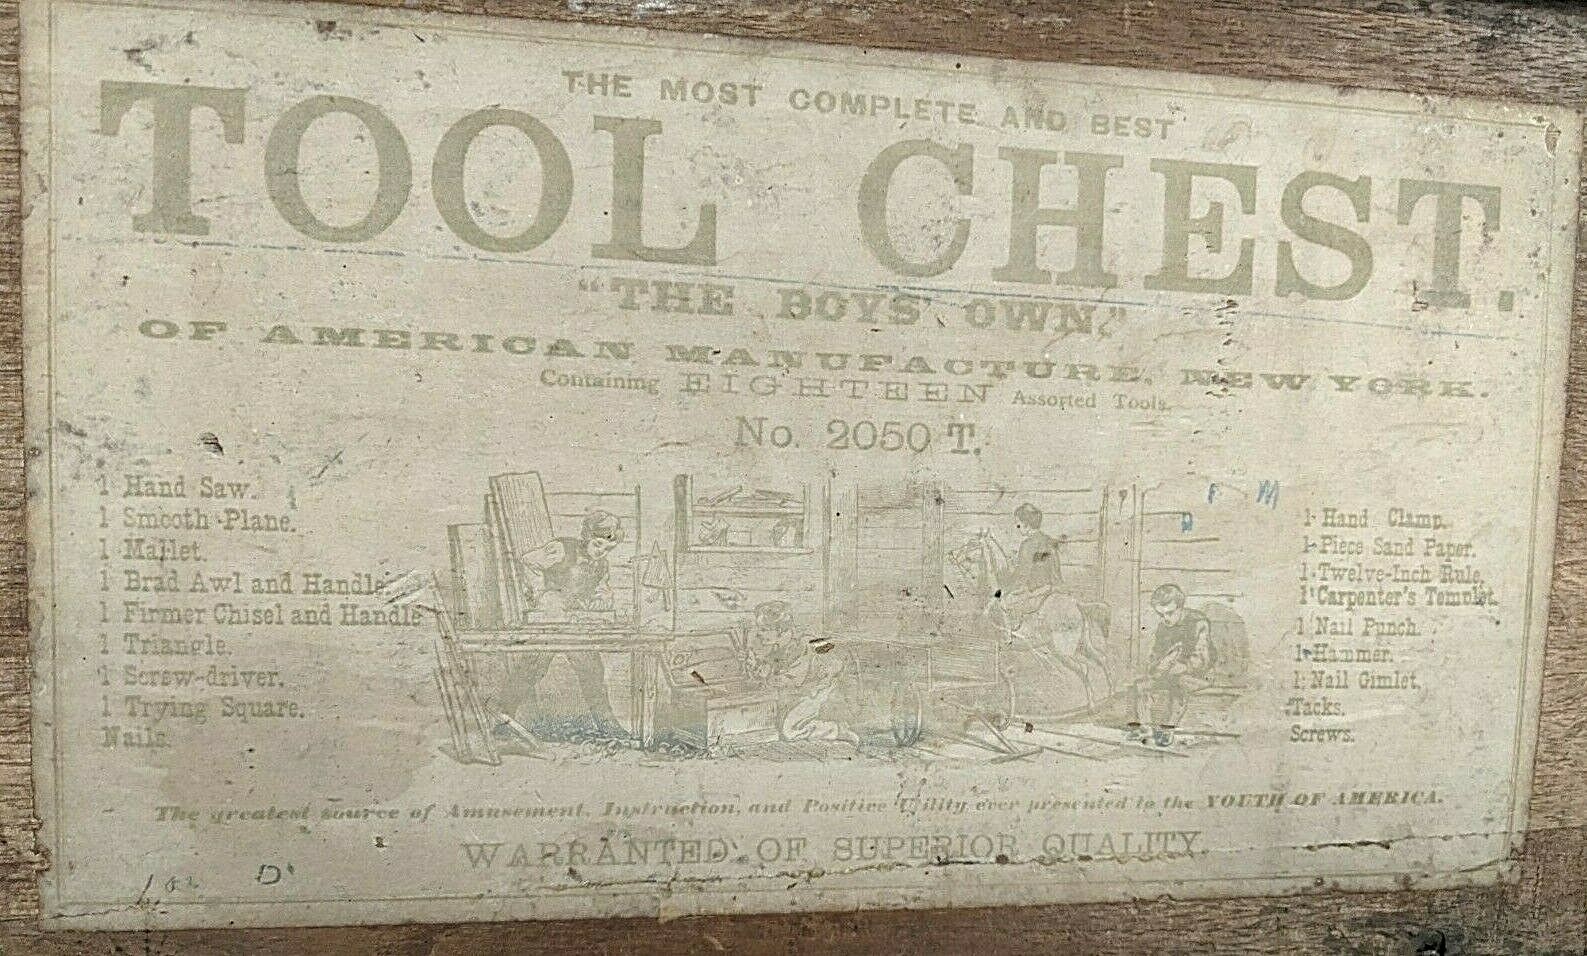 THE MOST COMPLETE AND BEST
TOOL CHEST.
"THE BOYS' OWN,"
OF AMERICAN MANUFACTURE, NEW YORK.
Containing EIGHTEEN Assorted Tools.
No. 2050 T.
1 Hand Saw.
1 Smooth Plane.
1 Mallet.
1 Brad Awl and Handle.
1 Firmer Chisel and Handle
1 Triangle.
1 Screw-driver.
1 Trying Square.
Nails.
F M
1 Hand Clamp.
1 Piece Sand Paper.
1 Twelve-Inch Rule.
1 Carpenter's Templet.
1 Nail Punch.
1 Hammer.
1 Nail Gimlet.
Tacks.
Screws.
The greatest source of Amusement, Instruction, and Positive Utility ever presented to the YOUTH OF AMERICA.
WARRANTED OF SUPERIOR QUALITY.
D